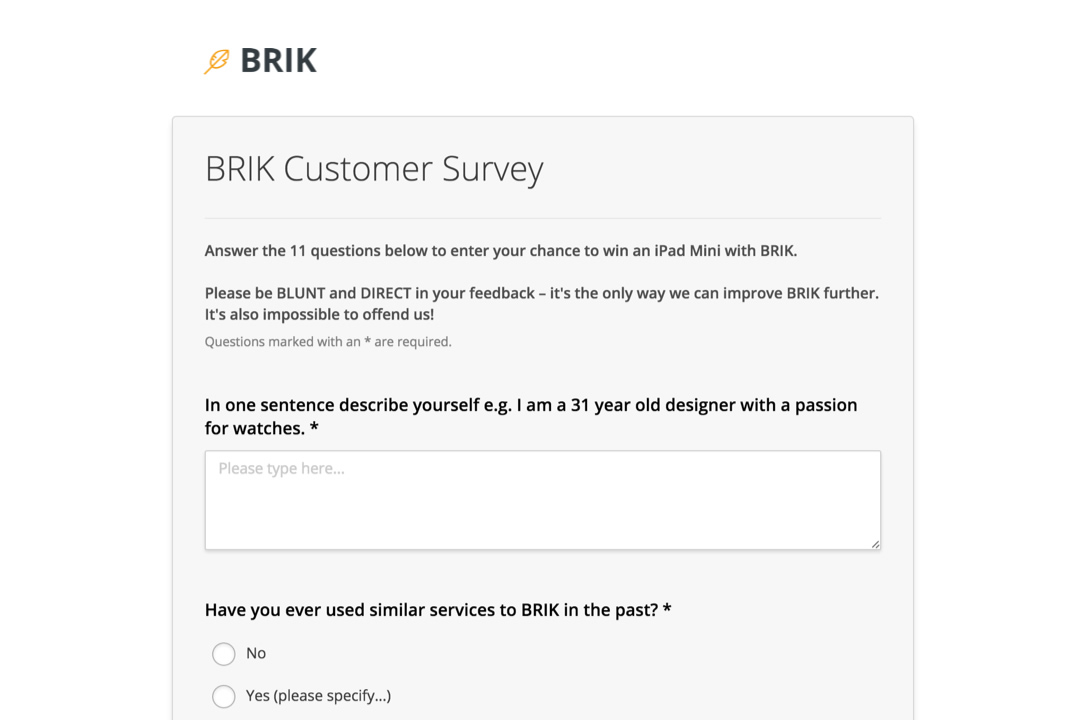 BRIK
BRIK Customer Survey
Answer the 11 questions below to enter your chance to win an iPad Mini with BRIK.
Please be BLUNT and DIRECT in your feedback – it's the only way we can improve BRIK further.
It's also impossible to offend us!
Questions marked with an * are required.
In one sentence describe yourself e.g. I am a 31 year old designer with a passion
for watches. *
Please type here...
Have you ever used similar services to BRIK in the past? *
No
Yes (please specify...)